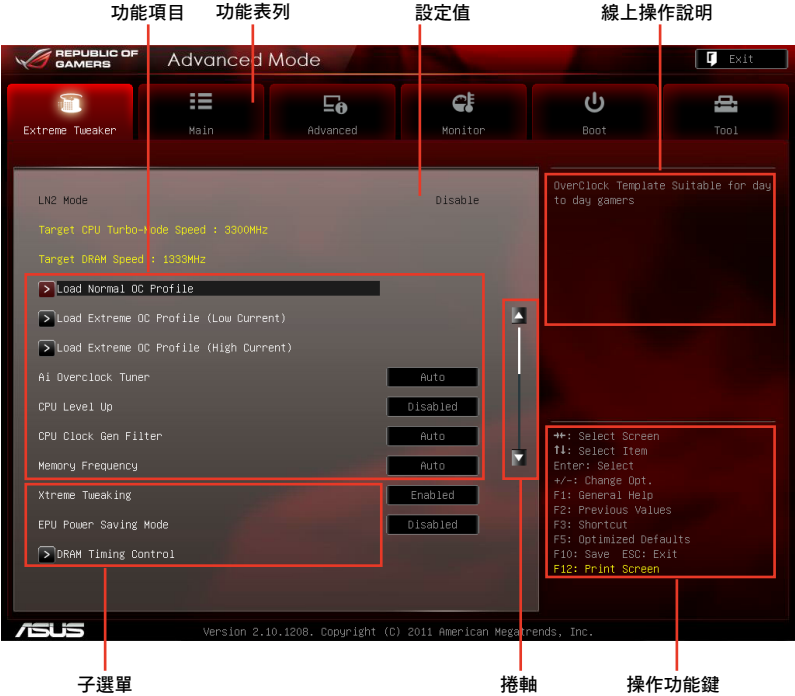 功能項目
功能表列
設定值
線上操作說明
REPUBLIC OF
GAMERS
Advanced Mode
Exit
Extreme Tweaker
Main
Advanced
Monitor
Boot
Tool
LN2 Mode Disable
Target CPU Turbo-Mode Speed : 3300MHz
Target DRAM Speed : 1333MHz
> Load Normal OC Profile
> Load Extreme OC Profile (Low Current)
> Load Extreme OC Profile (High Current)
Ai Overclock Tuner Auto
CPU Level Up Disabled
CPU Clock Gen Filter Auto
Memory Frequency Auto
Xtreme Tweaking Enabled
EPU Power Saving Mode Disabled
> DRAM Timing Control
OverClock Template Suitable for day
to day gamers
→←: Select Screen
↑↓: Select Item
Enter: Select
+/-: Change Opt.
F1: General Help
F2: Previous Values
F3: Shortcut
F5: Optimized Defaults
F10: Save ESC: Exit
F12: Print Screen
ASUS
Version 2.10.1208. Copyright (C) 2011 American Megatrends, Inc.
子選單
捲軸
操作功能鍵